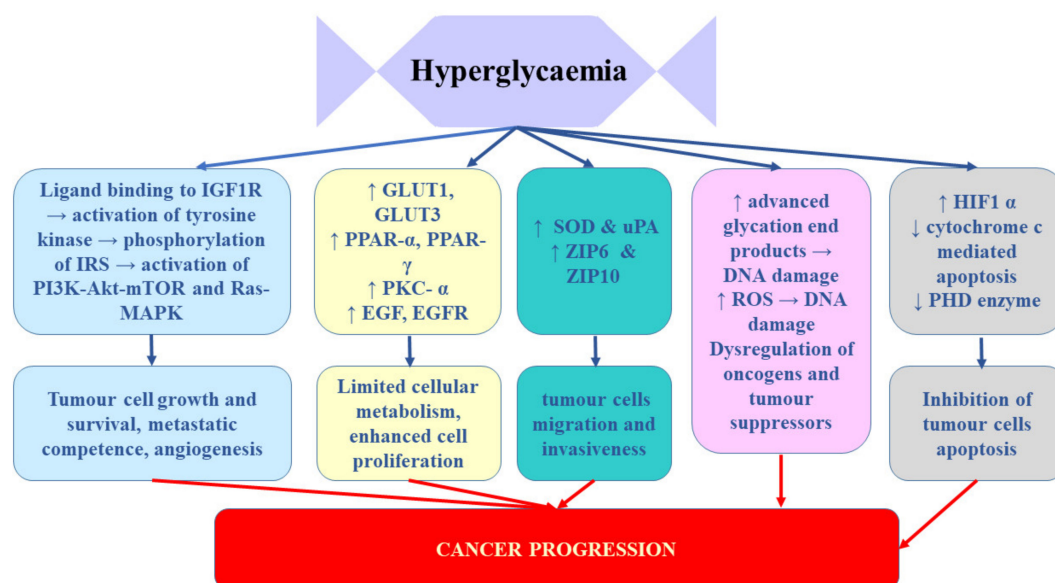 Hyperglycaemia
Ligand binding to IGF1R
→ activation of tyrosine
kinase → phosphorylation
of IRS → activation of
PI3K-Akt-mTOR and Ras-
MAPK
↑ GLUT1,
GLUT3
↑ PPAR-α, PPAR-
γ
↑ PKC- α
↑ EGF, EGFR
↑ SOD & uPA
↑ ZIP6 &
ZIP10
↑ advanced
glycation end
products →
DNA damage
↑ ROS → DNA
damage
Dysregulation of
oncogens and
tumour
suppressors
↑ HIF1 α
↓ cytochrome c
mediated
apoptosis
↓ PHD enzyme
Tumour cell growth and
survival, metastatic
competence, angiogenesis
Limited cellular
metabolism,
enhanced cell
proliferation
tumour cells
migration and
invasiveness
Inhibition of
tumour cells
apoptosis
CANCER PROGRESSION